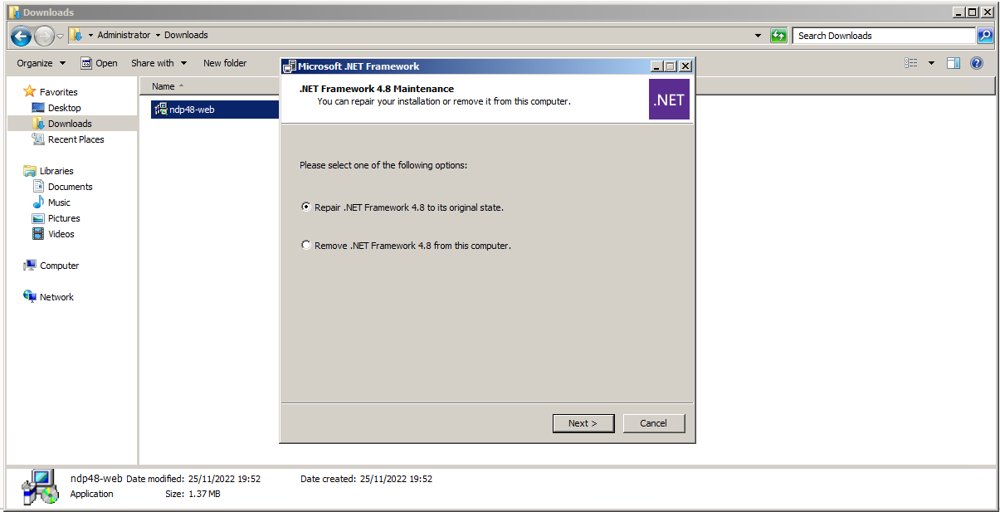 Downloads
Administrator Downloads
Search Downloads
Organize Open Share with New folder
Favorites
Desktop
Downloads
Recent Places
Libraries
Documents
Music
Pictures
Videos
Computer
Network
Name
ndp48-web
Microsoft .NET Framework
.NET Framework 4.8 Maintenance
You can repair your installation or remove it from this computer.
.NET
Please select one of the following options:
Repair .NET Framework 4.8 to its original state.
Remove .NET Framework 4.8 from this computer.
Next > Cancel
ndp48-web Date modified: 25/11/2022 19:52 Date created: 25/11/2022 19:52
Application Size: 1.37 MB